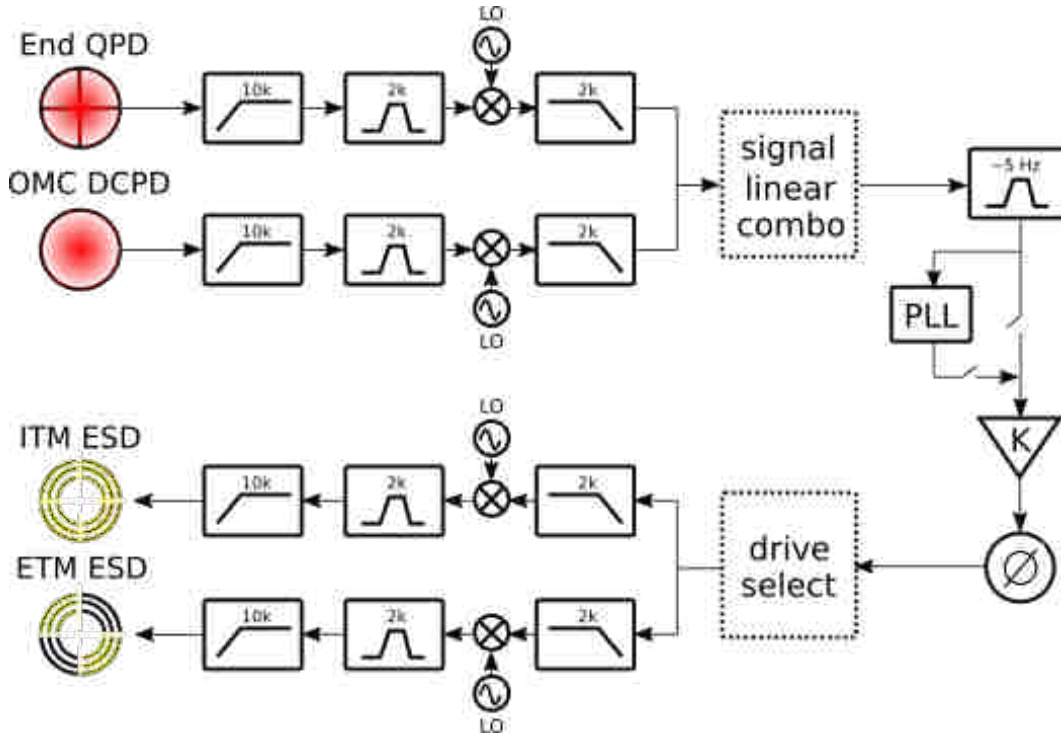 LO
End QPD
10k
2k
2k
signal
linear
combo
~5 Hz
OMC DCPD
10k
2k
2k
LO
PLL
LO
ITM ESD
K
10k
2k
2k
drive
select
ETM ESD
10k
2k
2k
LO